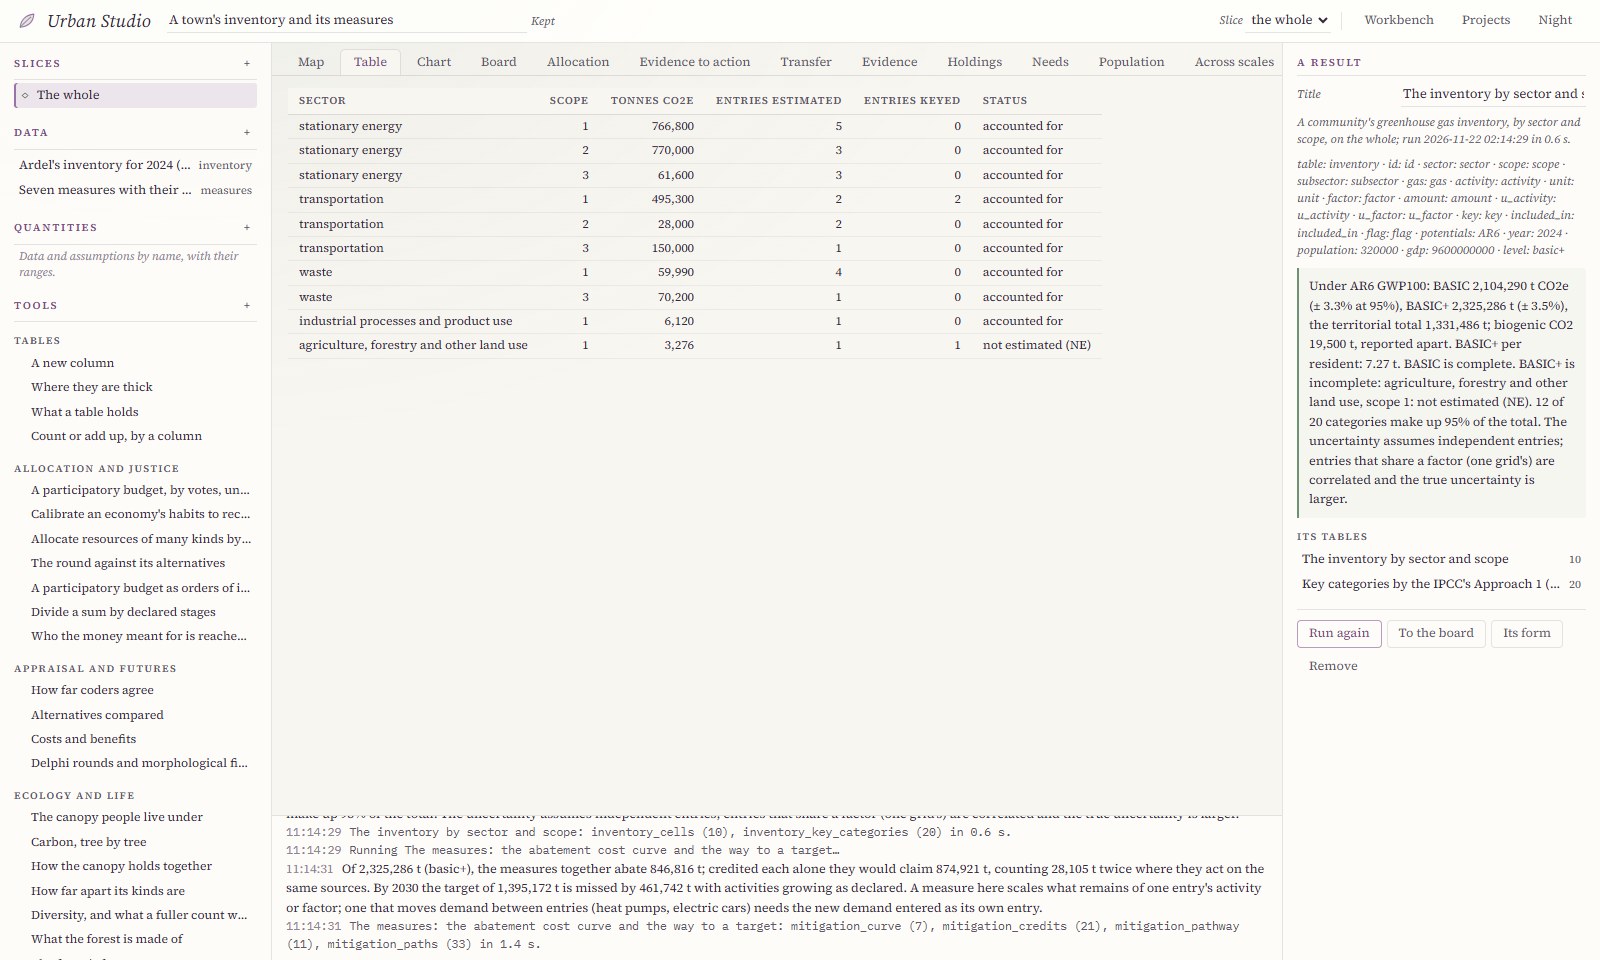 Urban Studio
A town's inventory and its measures
Kept
Slice the whole
Workbench
Projects
Night
SLICES +
The whole
DATA +
Ardel's inventory for 2024 (... inventory
Seven measures with their ... measures
QUANTITIES +
Data and assumptions by name, with their
ranges.
TOOLS +
TABLES
A new column
Where they are thick
What a table holds
Count or add up, by a column
ALLOCATION AND JUSTICE
A participatory budget, by votes, un...
Calibrate an economy's habits to rec...
Allocate resources of many kinds by...
The round against its alternatives
A participatory budget as orders of i...
Divide a sum by declared stages
Who the money meant for is reache...
APPRAISAL AND FUTURES
How far coders agree
Alternatives compared
Costs and benefits
Delphi rounds and morphological fi...
ECOLOGY AND LIFE
The canopy people live under
Carbon, tree by tree
How the canopy holds together
How far apart its kinds are
Diversity, and what a fuller count w...
What the forest is made of
Map Table Chart Board Allocation Evidence to action Transfer Evidence Holdings Needs Population Across scales
SECTOR SCOPE TONNES CO2E ENTRIES ESTIMATED ENTRIES KEYED STATUS
stationary energy 1 766,800 5 0 accounted for
stationary energy 2 770,000 3 0 accounted for
stationary energy 3 61,600 3 0 accounted for
transportation 1 495,300 2 2 accounted for
transportation 2 28,000 2 0 accounted for
transportation 3 150,000 1 0 accounted for
waste 1 59,990 4 0 accounted for
waste 3 70,200 1 0 accounted for
industrial processes and product use 1 6,120 1 0 accounted for
agriculture, forestry and other land use 1 3,276 1 1 not estimated (NE)
make up 95% of the total. The uncertainty assumes independent entries; entries that share a factor (one grid's) are correlated and the true uncertainty is larger.
11:14:29 The inventory by sector and scope: inventory_cells (10), inventory_key_categories (20) in 0.6 s.
11:14:29 Running The measures: the abatement cost curve and the way to a target…
11:14:31 Of 2,325,286 t (basic+), the measures together abate 846,816 t; credited each alone they would claim 874,921 t, counting 28,105 t twice where they act on the
same sources. By 2030 the target of 1,395,172 t is missed by 461,742 t with activities growing as declared. A measure here scales what remains of one entry's activity
or factor; one that moves demand between entries (heat pumps, electric cars) needs the new demand entered as its own entry.
11:14:31 The measures: the abatement cost curve and the way to a target: mitigation_curve (7), mitigation_credits (21), mitigation_pathway
(11), mitigation_paths (33) in 1.4 s.
A RESULT
Title The inventory by sector and s
A community's greenhouse gas inventory, by sector and
scope, on the whole; run 2026-11-22 02:14:29 in 0.6 s.
table: inventory · id: id · sector: sector · scope: scope ·
subsector: subsector · gas: gas · activity: activity · unit:
unit · factor: factor · amount: amount · u_activity:
u_activity · u_factor: u_factor · key: key · included_in:
included_in · flag: flag · potentials: AR6 · year: 2024 ·
population: 320000 · gdp: 9600000000 · level: basic+
Under AR6 GWP100: BASIC 2,104,290 t CO2e
(± 3.3% at 95%), BASIC+ 2,325,286 t (± 3.5%),
the territorial total 1,331,486 t; biogenic CO2
19,500 t, reported apart. BASIC+ per
resident: 7.27 t. BASIC is complete. BASIC+ is
incomplete: agriculture, forestry and other
land use, scope 1: not estimated (NE). 12 of
20 categories make up 95% of the total. The
uncertainty assumes independent entries;
entries that share a factor (one grid's) are
correlated and the true uncertainty is
larger.
ITS TABLES
The inventory by sector and scope 10
Key categories by the IPCC's Approach 1 (... 20
Run again
To the board
Its form
Remove